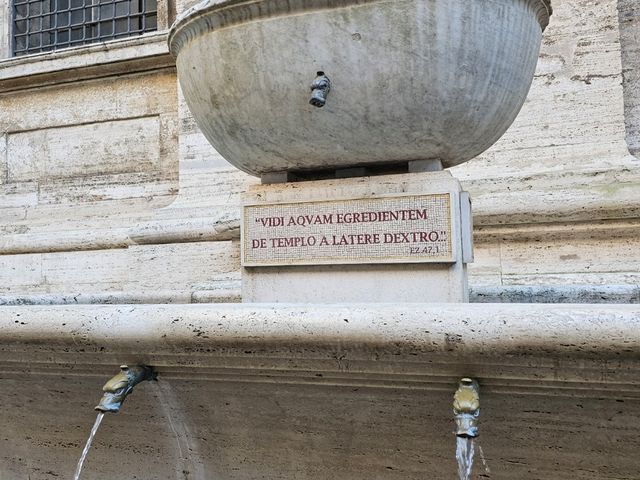 "VIDI AQVAM EGREDIENTEM
DE TEMPLO A LATERE DEXTRO.."
EZ.47,1